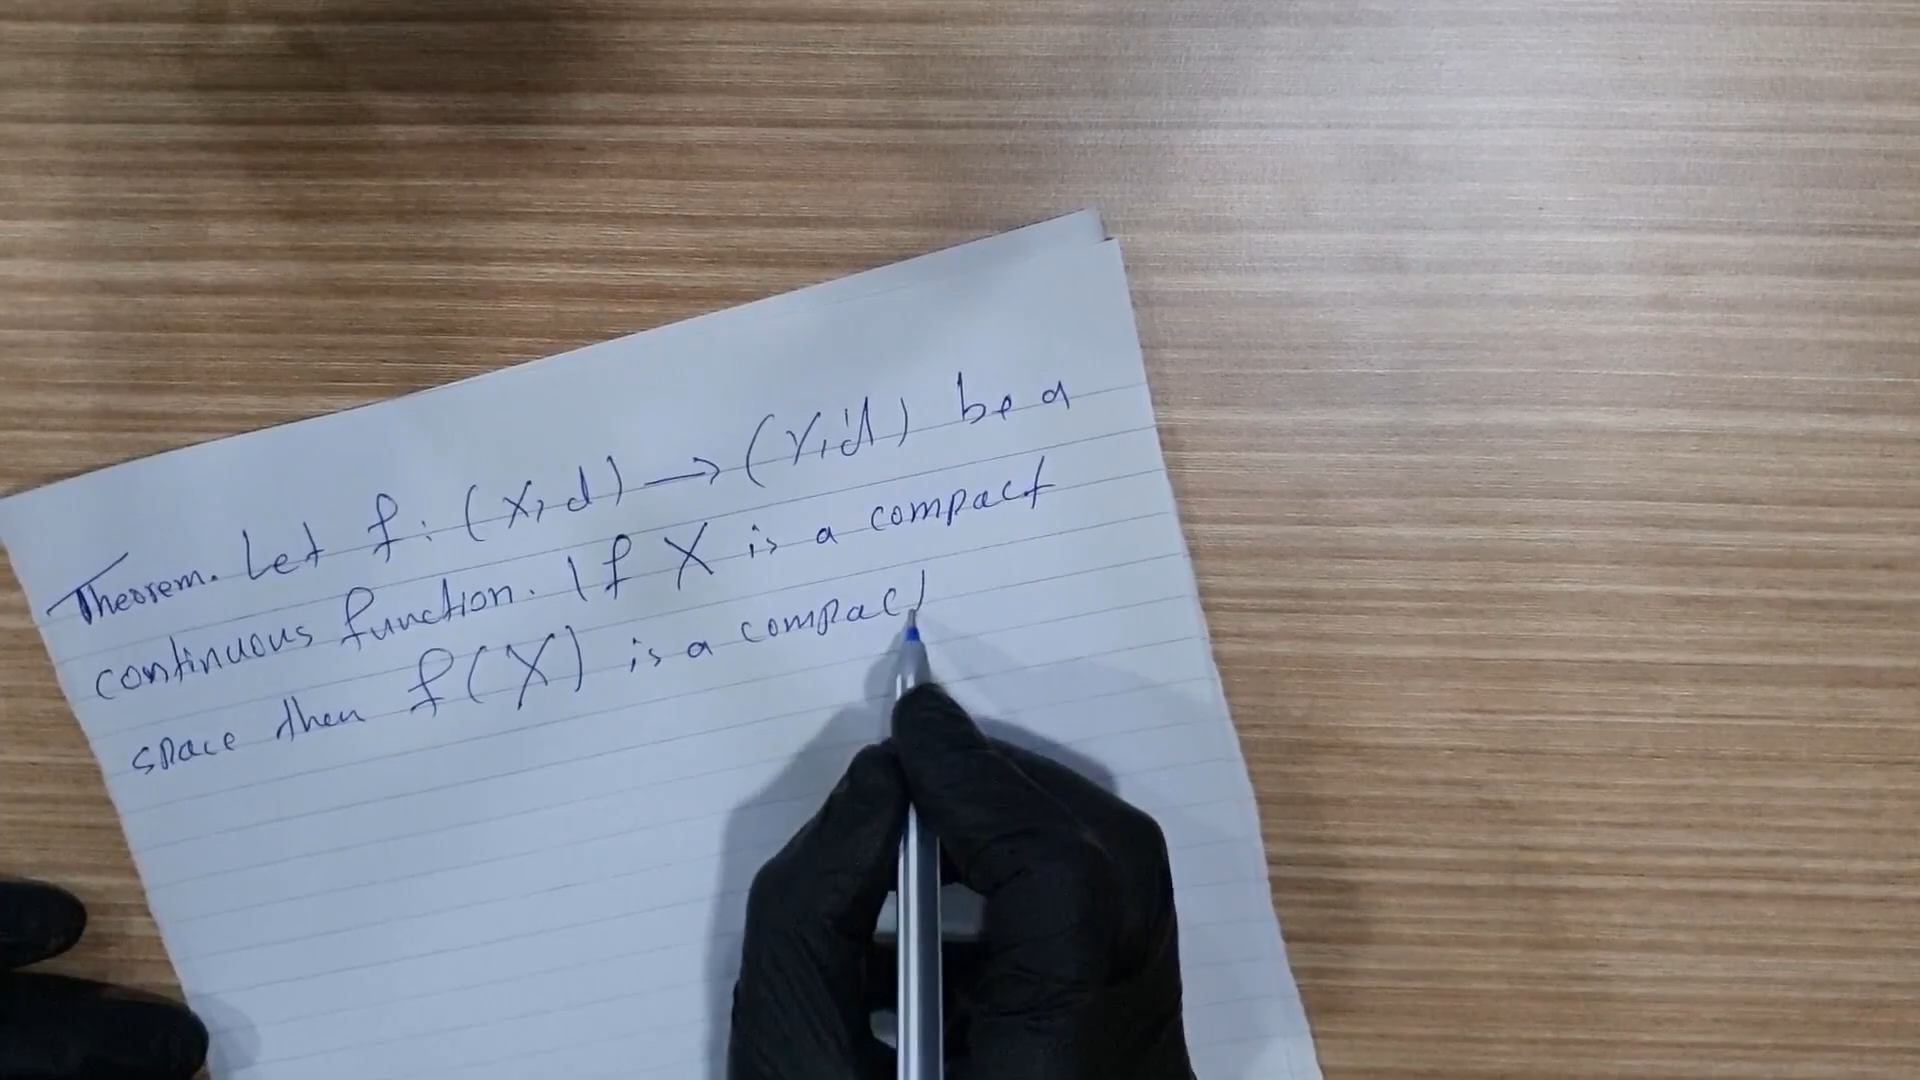 Theorem. Let f: (X, d) → (Y, 'd) be a
continuous function. If X is a compact
space then f(X) is a compact